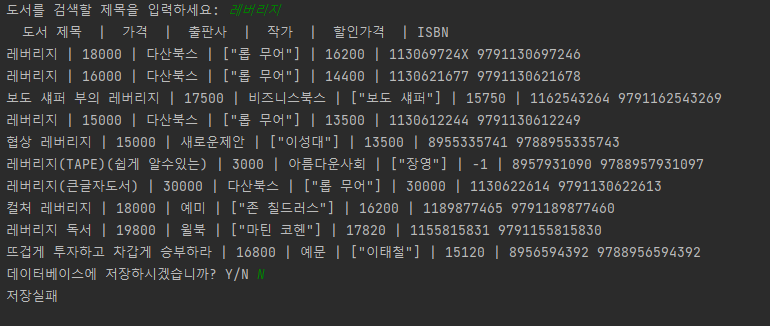 도서를 검색할 제목을 입력하세요: 레버리지
도서 제목 | 가격 | 출판사 | 작가 | 할인가격 | ISBN
레버리지 | 18000 | 다산북스 | ["롭 무어"] | 16200 | 113069724X 9791130697246
레버리지 | 16000 | 다산북스 | ["롭 무어"] | 14400 | 1130621677 9791130621678
보도 섀퍼 부의 레버리지 | 17500 | 비즈니스북스 | ["보도 섀퍼"] | 15750 | 1162543264 9791162543269
레버리지 | 15000 | 다산북스 | ["롭 무어"] | 13500 | 1130612244 9791130612249
협상 레버리지 | 15000 | 새로운제안 | ["이성대"] | 13500 | 8955335741 9788955335743
레버리지(TAPE)(쉽게 알수있는) | 3000 | 아름다운사회 | ["장영"] | -1 | 8957931090 9788957931097
레버리지(큰글자도서) | 30000 | 다산북스 | ["롭 무어"] | 30000 | 1130622614 9791130622613
컬처 레버리지 | 18000 | 예미 | ["존 칠드러스"] | 16200 | 1189877465 9791189877460
레버리지 독서 | 19800 | 윌북 | ["마틴 코헨"] | 17820 | 1155815831 9791155815830
뜨겁게 투자하고 차갑게 승부하라 | 16800 | 예문 | ["이태철"] | 15120 | 8956594392 9788956594392
데이터베이스에 저장하시겠습니까? Y/N N
저장실패